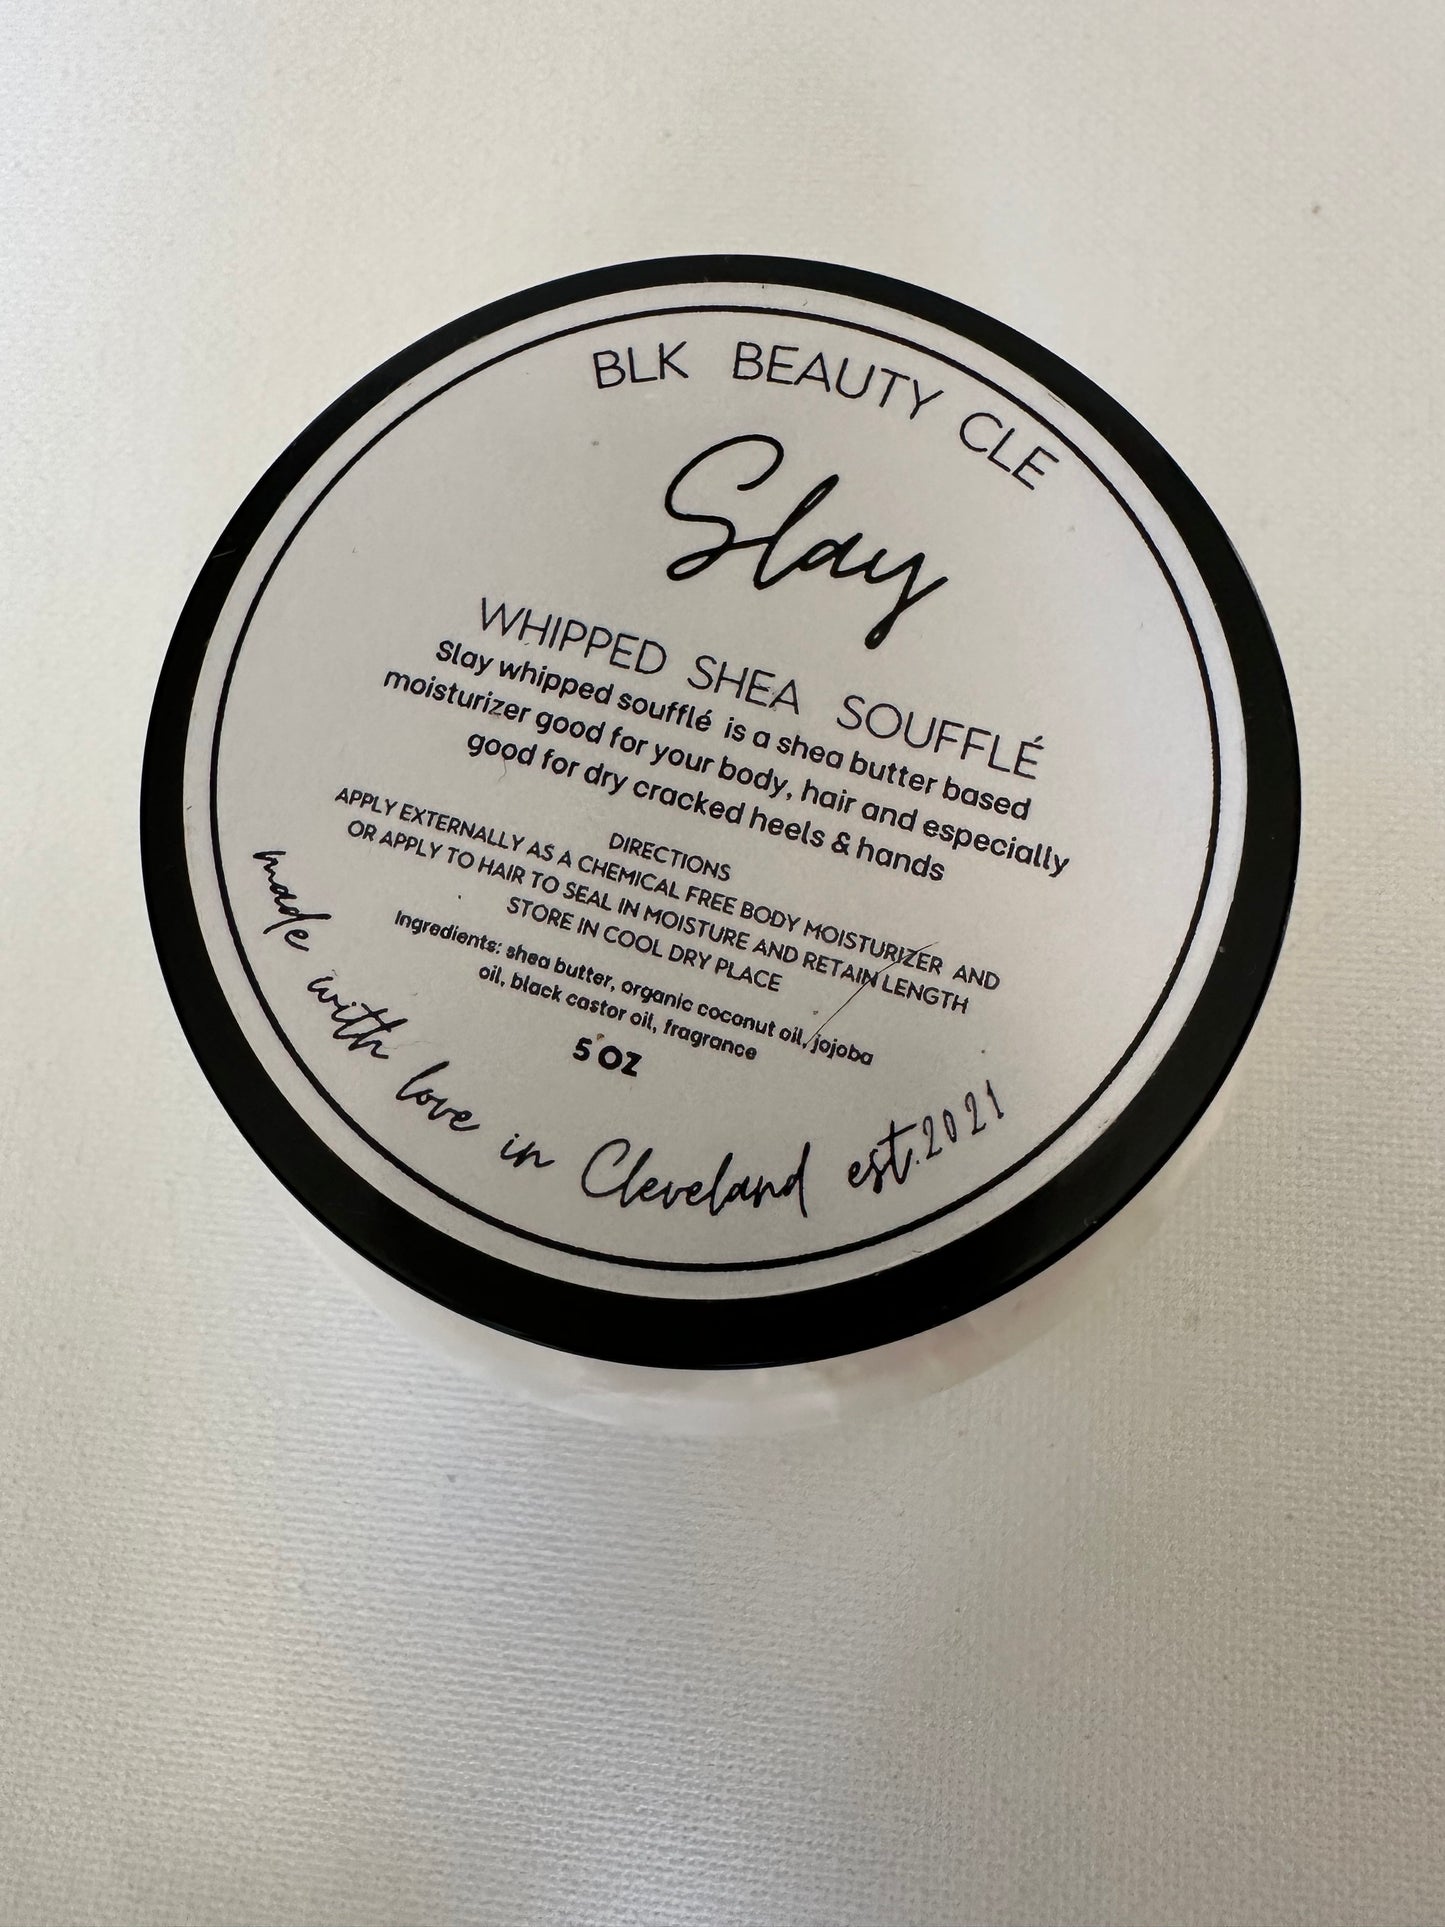 BLK BEAUTY CLE
Slay
WHIPPED SHEA SOUFFLÉ
Slay whipped soufflé is a shea butter based
moisturizer good for your body, hair and especially
good for dry cracked heels & hands
DIRECTIONS
APPLY EXTERNALLY AS A CHEMICAL FREE BODY MOISTURIZER AND
OR APPLY TO HAIR TO SEAL IN MOISTURE AND RETAIN LENGTH
STORE IN COOL DRY PLACE
Ingredients: shea butter, organic coconut oil, jojoba
oil, black castor oil, fragrance
5 OZ
made with love in Cleveland est.2021